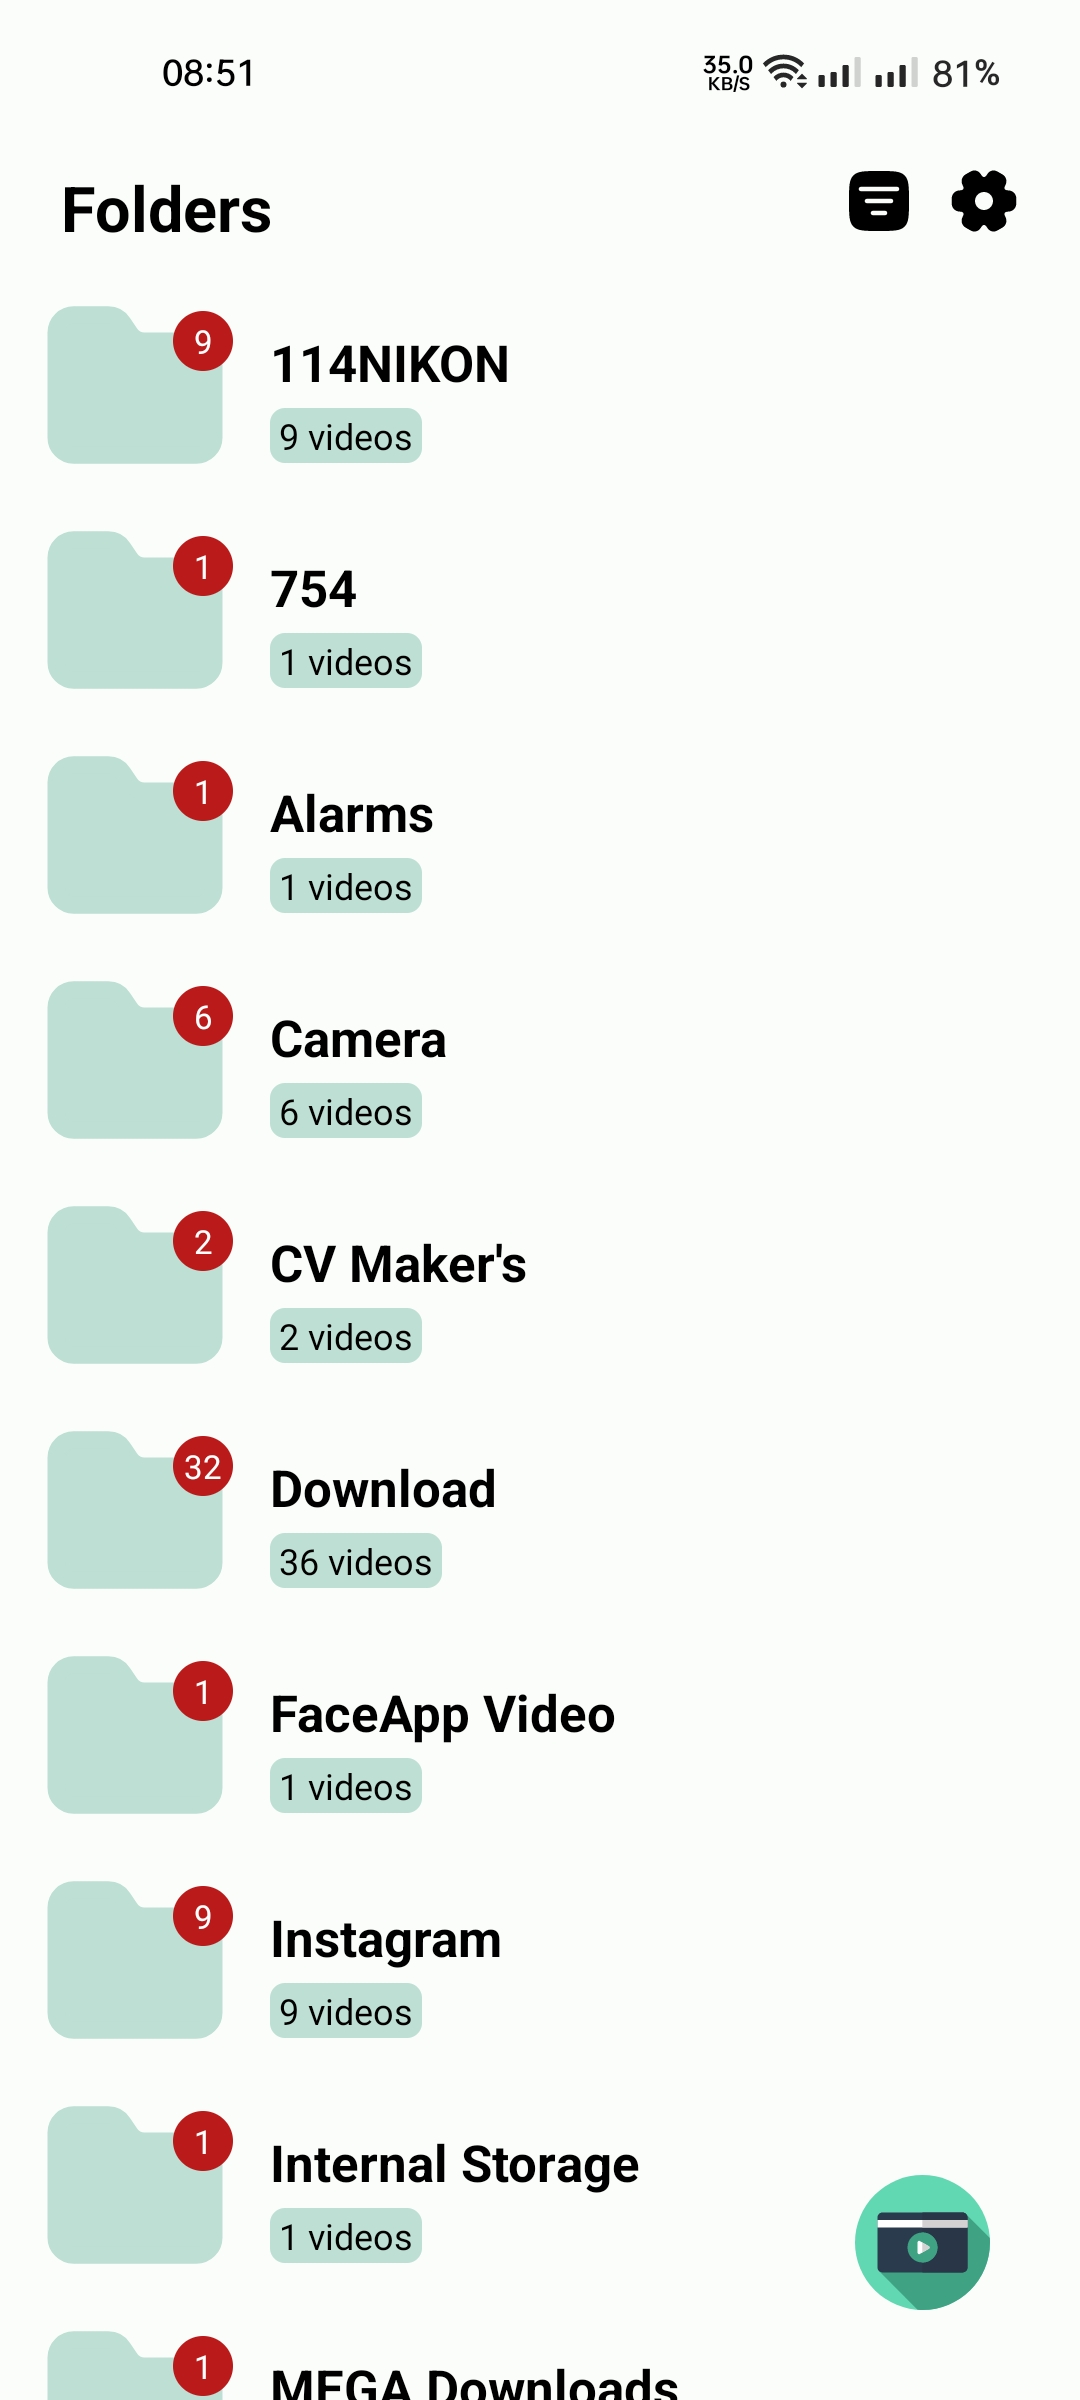 08:51 35.0 KB/S 81%
Folders
9
114NIKON
9 videos
1
754
1 videos
1
Alarms
1 videos
6
Camera
6 videos
2
CV Maker's
2 videos
32
Download
36 videos
1
FaceApp Video
1 videos
9
Instagram
9 videos
1
Internal Storage
1 videos
1
MEGA Downloads